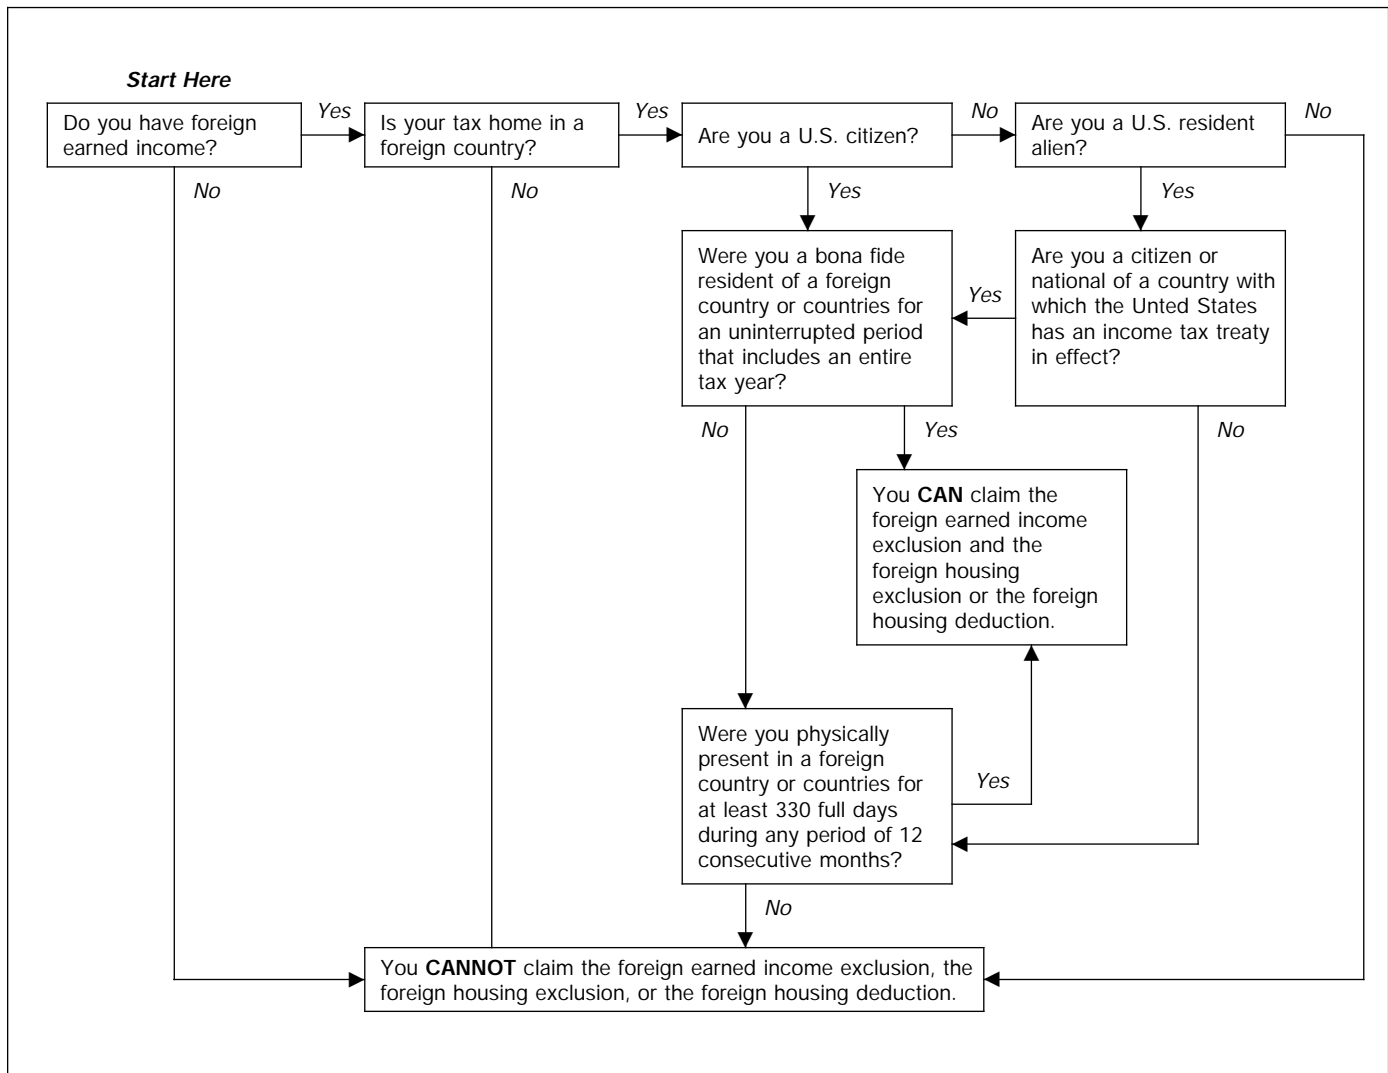 Start Here
Do you have foreign
earned income?
Yes
Is your tax home in a
foreign country?
Yes
Are you a U.S. citizen?
No
Are you a U.S. resident
alien?
No
No
No
Yes
Yes
Were you a bona fide
resident of a foreign
country or countries for
an uninterrupted period
that includes an entire
tax year?
Yes
Are you a citizen or
national of a country with
which the Unted States
has an income tax treaty
in effect?
No
Yes
No
You CAN claim the
foreign earned income
exclusion and the
foreign housing
exclusion or the foreign
housing deduction.
Were you physically
present in a foreign
country or countries for
at least 330 full days
during any period of 12
consecutive months?
Yes
No
You CANNOT claim the foreign earned income exclusion, the
foreign housing exclusion, or the foreign housing deduction.